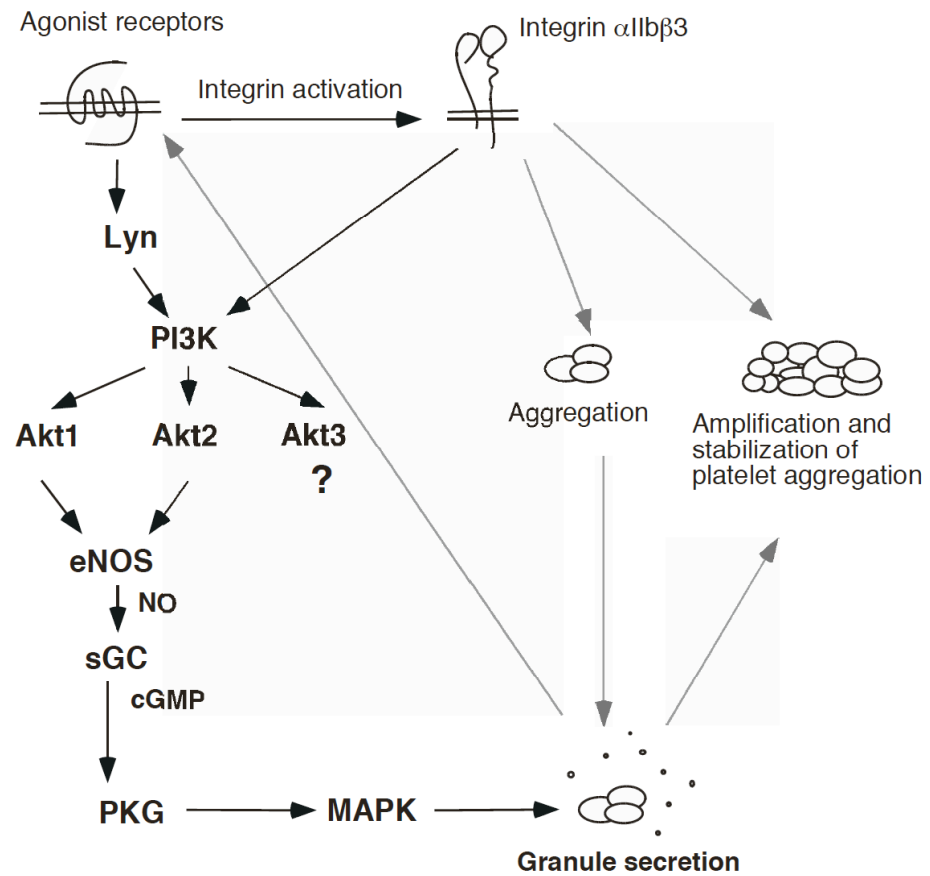 Agonist receptors
Integrin αIIbβ3
Integrin activation
Lyn
PI3K
Akt1
Akt2
Akt3
?
Aggregation
Amplification and
stabilization of
platelet aggregation
eNOS
NO
sGC
cGMP
PKG
MAPK
Granule secretion